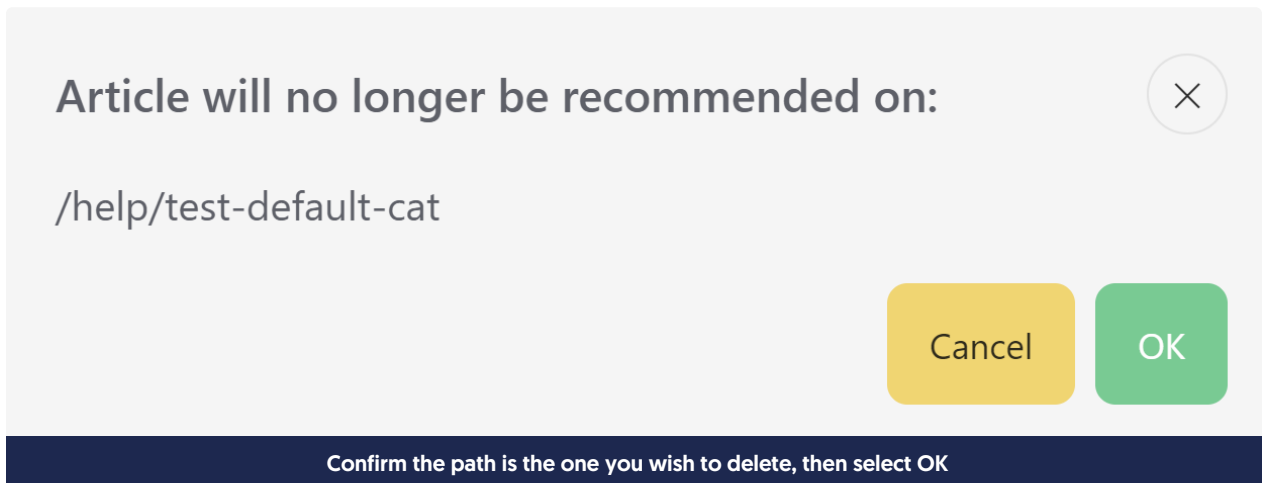 Article will no longer be recommended on:
/help/test-default-cat
Cancel OK
Confirm the path is the one you wish to delete, then select OK